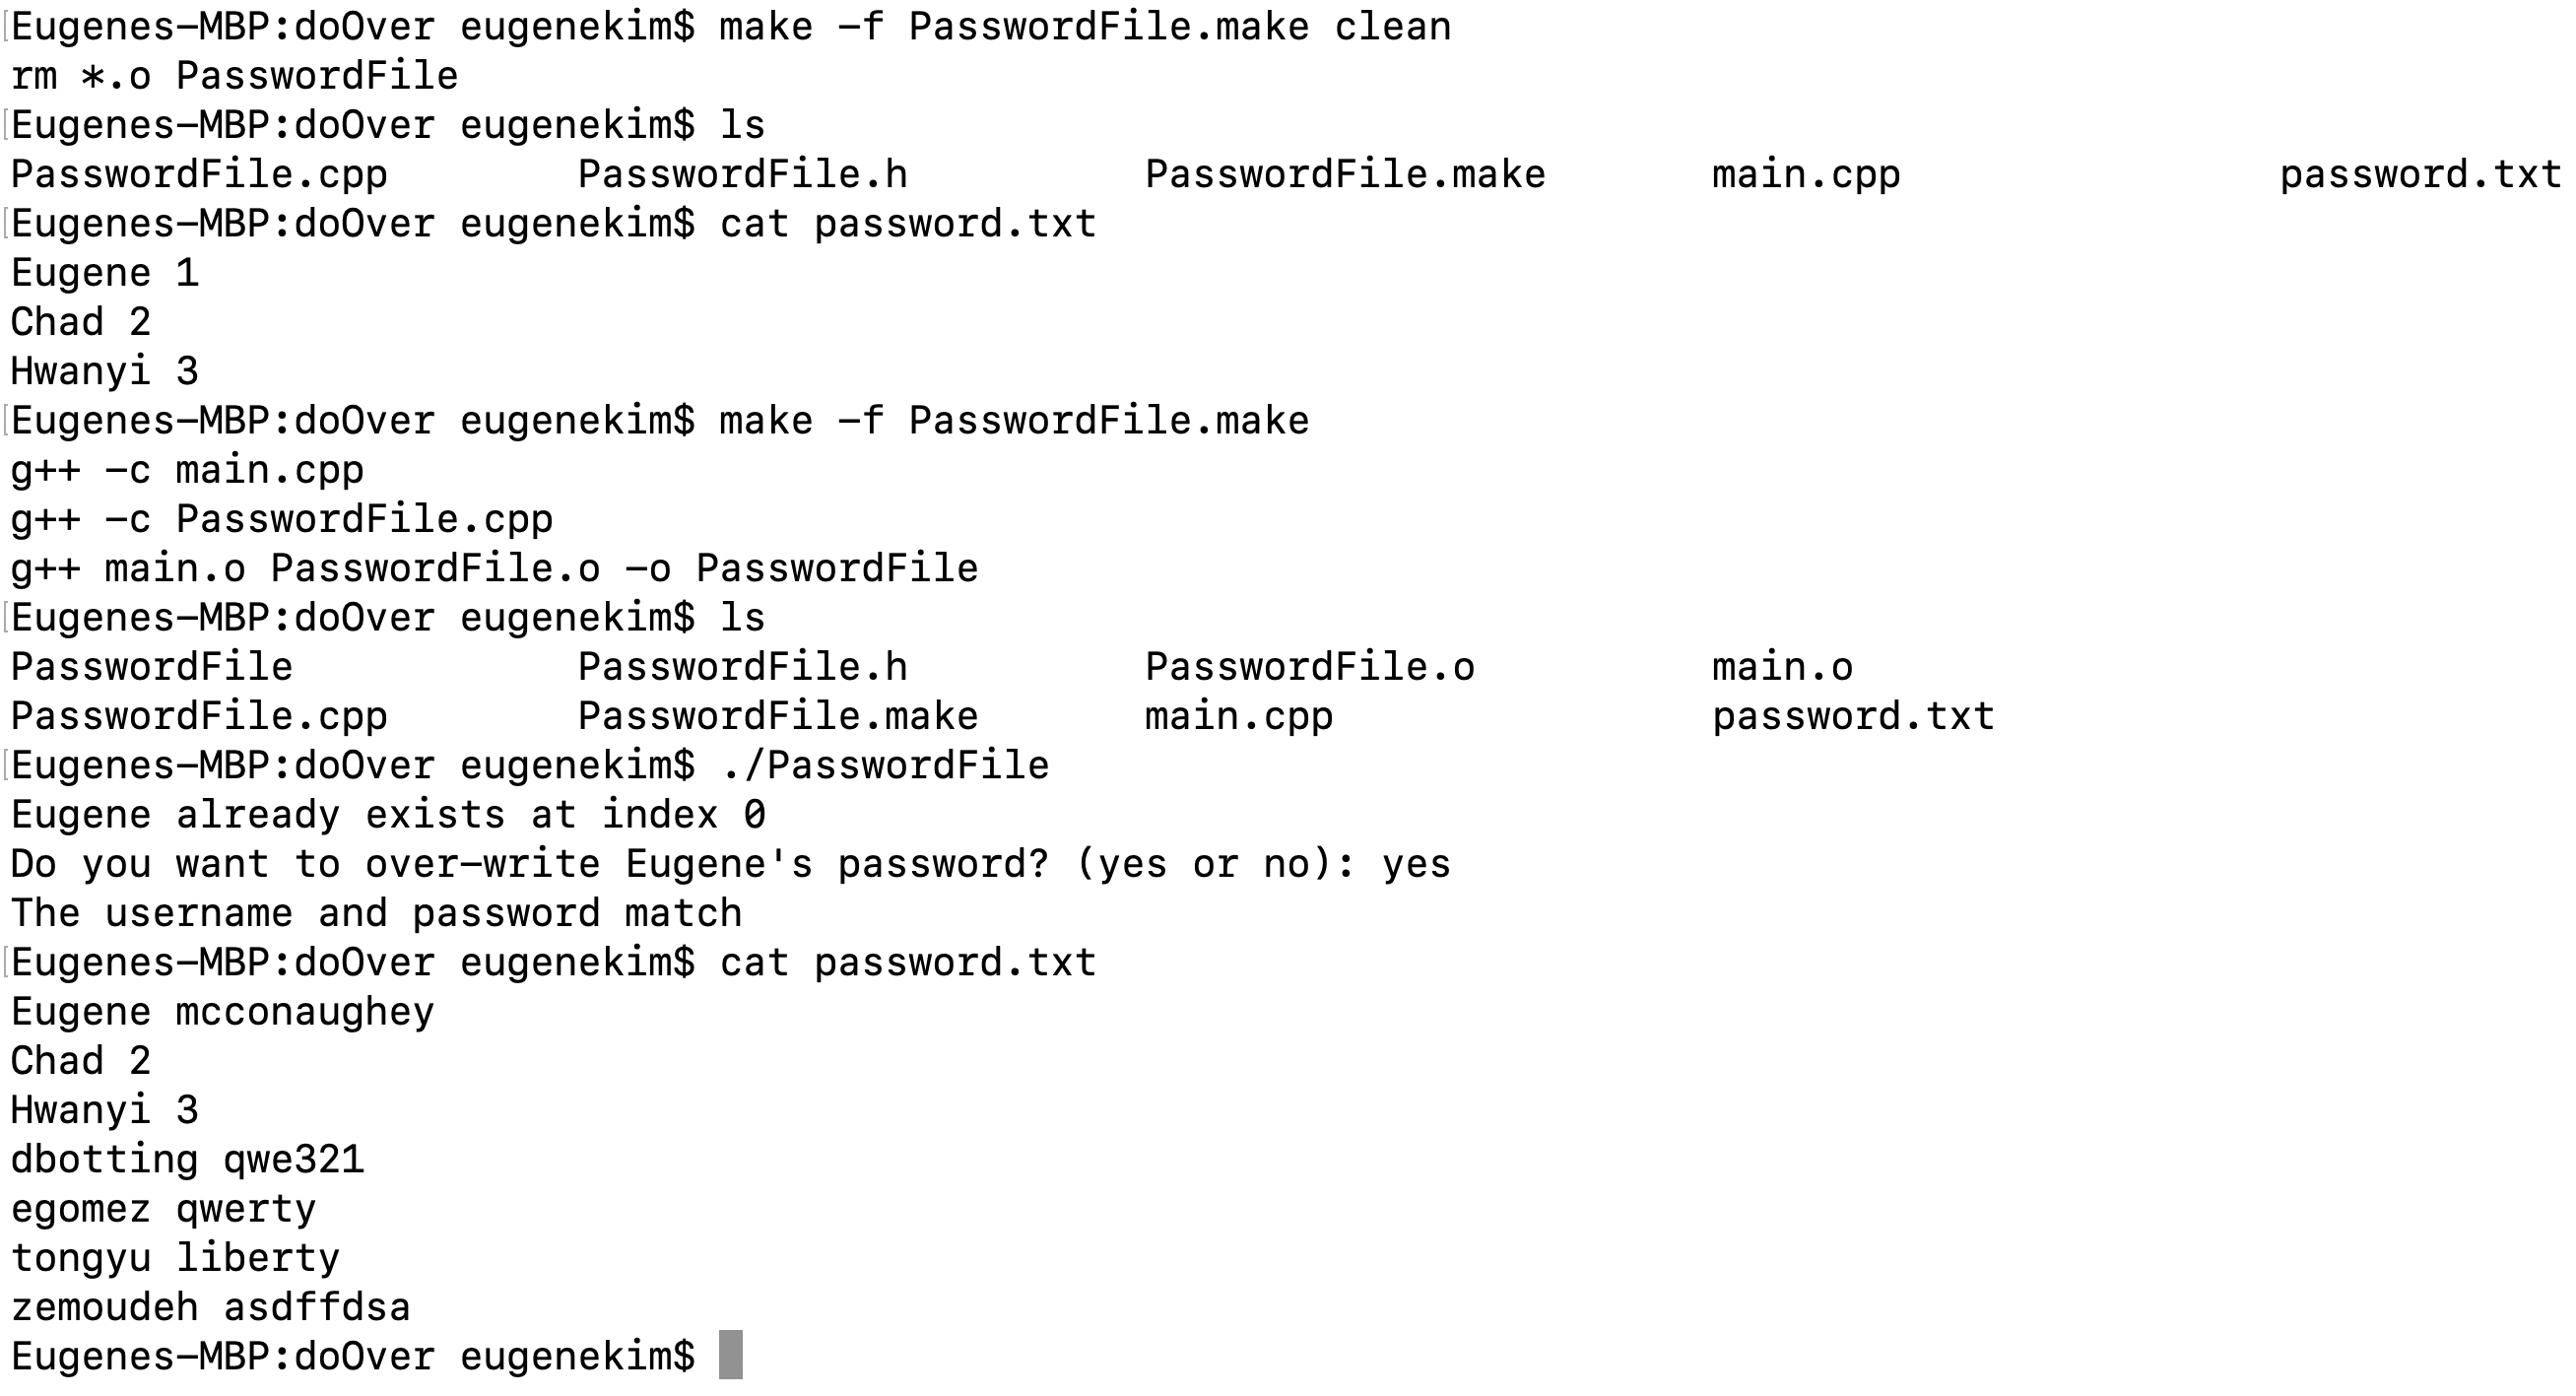 Eugenes-MBP:doOver eugenekim$ make -f PasswordFile.make clean
rm *.o PasswordFile
Eugenes-MBP:doOver eugenekim$ ls
PasswordFile.cpp PasswordFile.h PasswordFile.make main.cpp password.txt
Eugenes-MBP:doOver eugenekim$ cat password.txt
Eugene 1
Chad 2
Hwanyi 3
Eugenes-MBP:doOver eugenekim$ make -f PasswordFile.make
g++ -c main.cpp
g++ -c PasswordFile.cpp
g++ main.o PasswordFile.o -o PasswordFile
Eugenes-MBP:doOver eugenekim$ ls
PasswordFile PasswordFile.h PasswordFile.o main.o
PasswordFile.cpp PasswordFile.make main.cpp password.txt
Eugenes-MBP:doOver eugenekim$ ./PasswordFile
Eugene already exists at index 0
Do you want to over-write Eugene's password? (yes or no): yes
The username and password match
Eugenes-MBP:doOver eugenekim$ cat password.txt
Eugene mcconaughey
Chad 2
Hwanyi 3
dbotting qwe321
egomez qwerty
tongyu liberty
zemoudeh asdffdsa
Eugenes-MBP:doOver eugenekim$